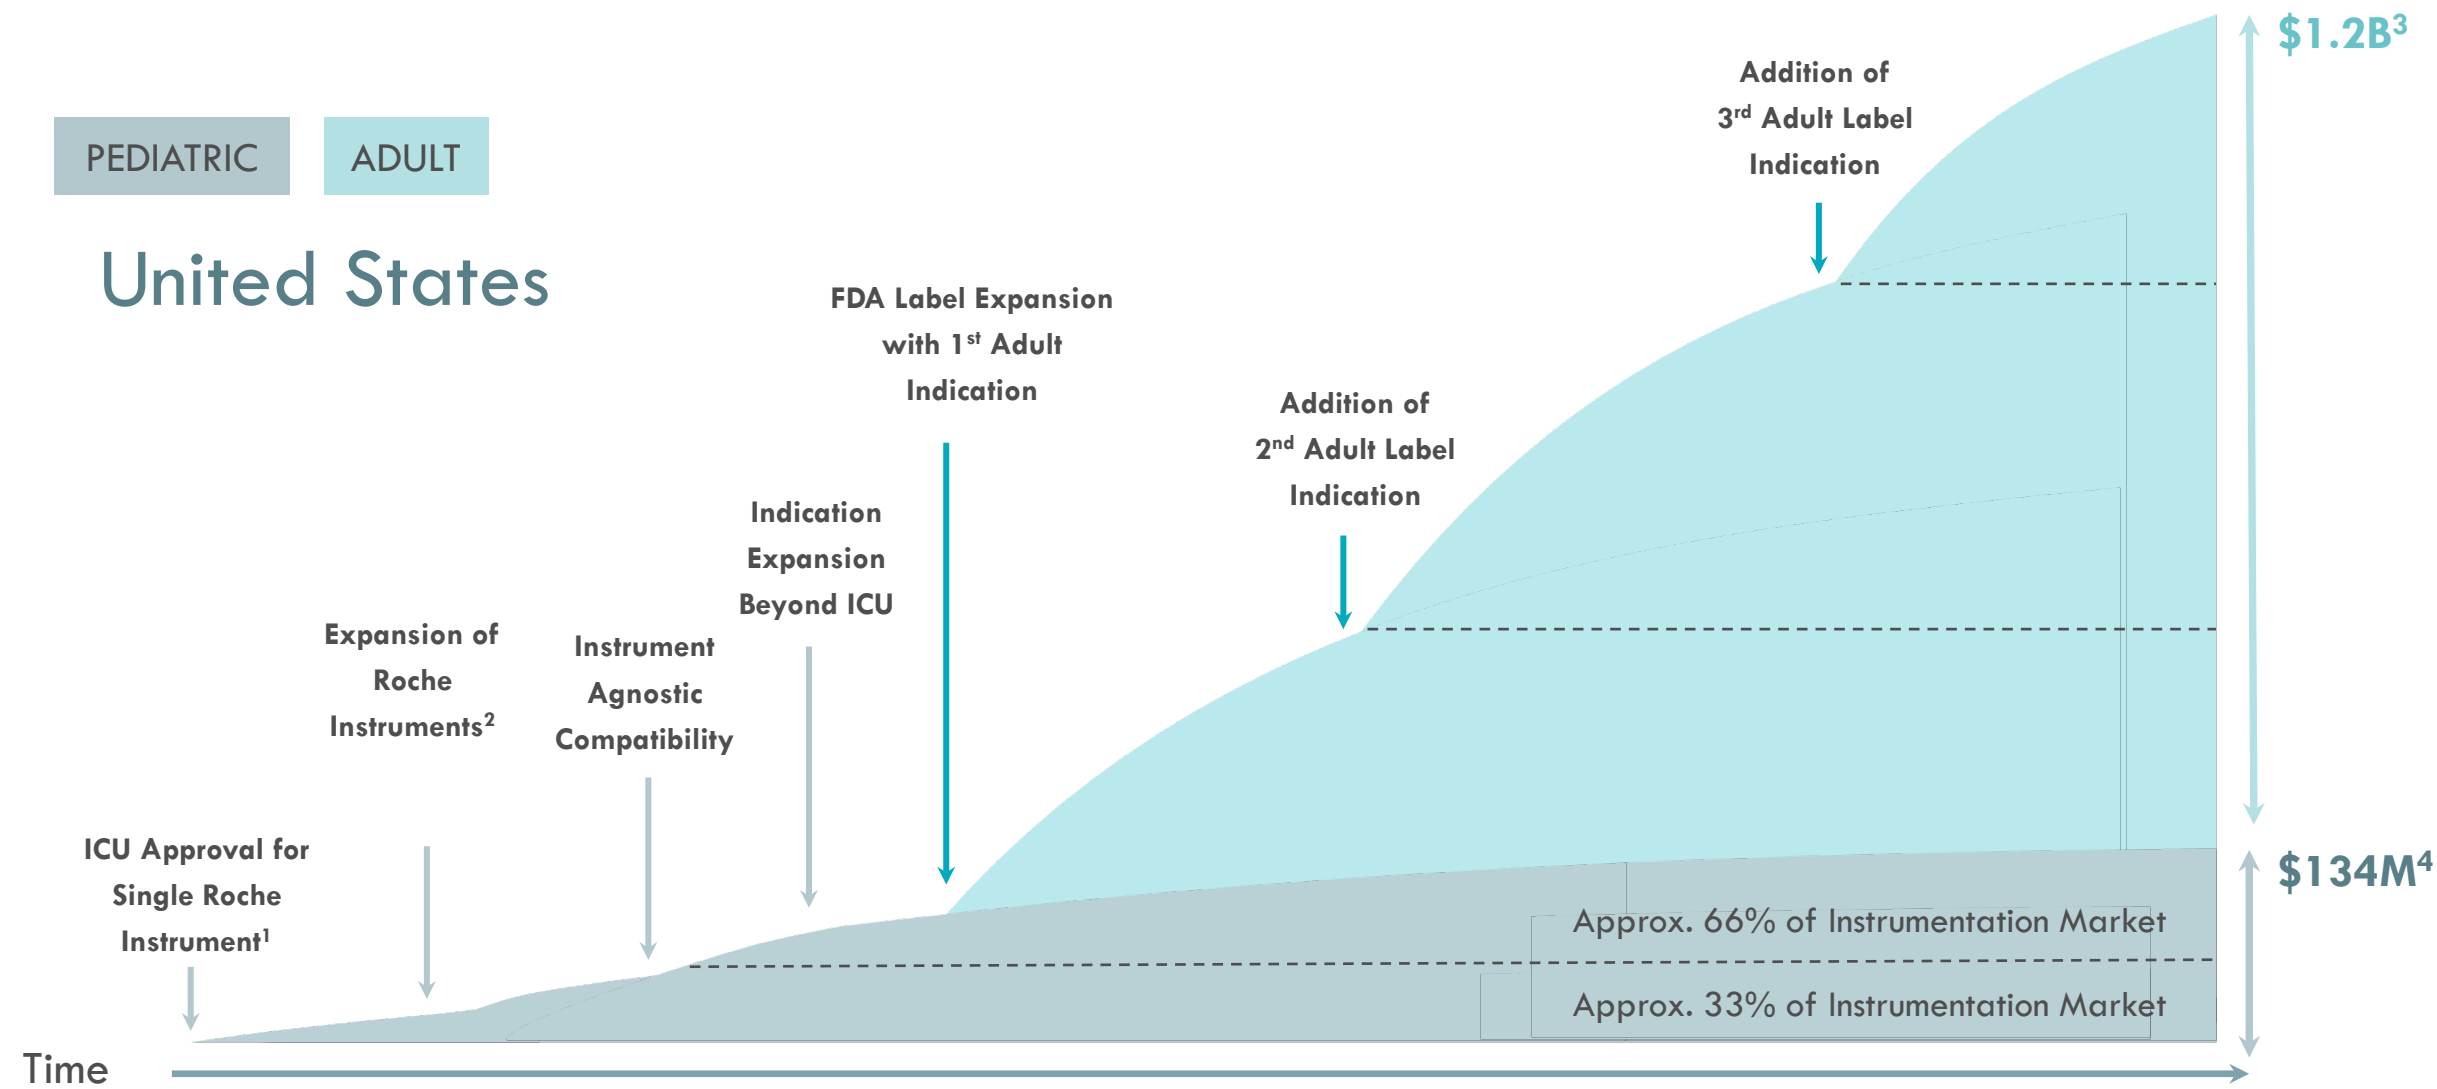 PEDIATRIC
ADULT
United States
ICU Approval for
Single Roche
Instrument¹
Expansion of
Roche
Instruments²
Instrument
Agnostic
Compatibility
Indication
Expansion
Beyond ICU
FDA Label Expansion
with 1ˢᵗ Adult
Indication
Addition of
2ⁿᵈ Adult Label
Indication
Addition of
3ʳᵈ Adult Label
Indication
$1.2B³
$134M⁴
Approx. 66% of Instrumentation Market
Approx. 33% of Instrumentation Market
Time